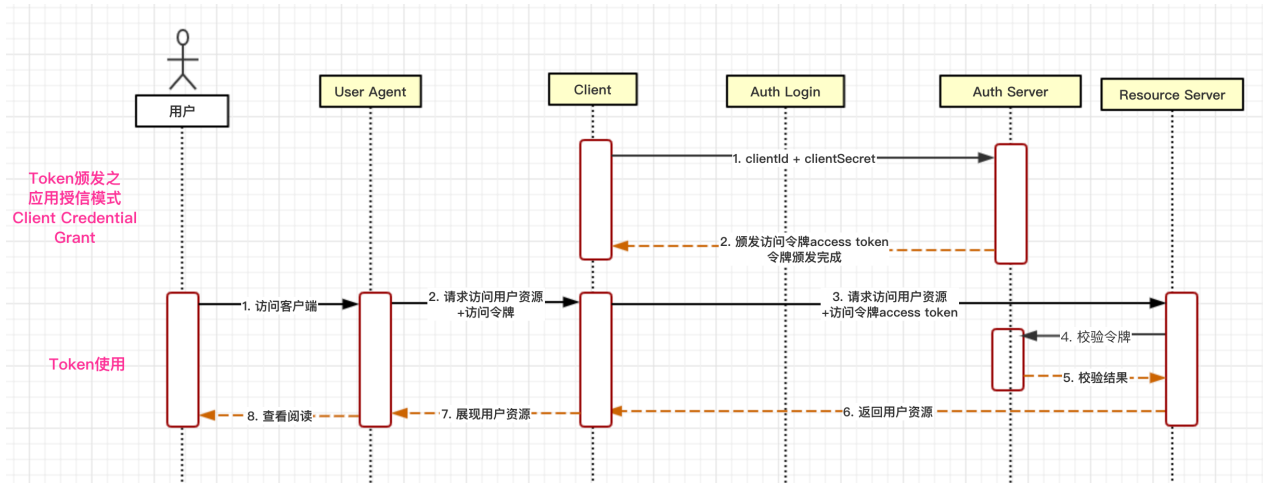 用户
User Agent
Client
Auth Login
Auth Server
Resource Server
Token颁发之
应用授信模式
Client Credential
Grant
1. clientId + clientSecret
2. 颁发访问令牌access token
令牌颁发完成
Token使用
1. 访问客户端
2. 请求访问用户资源
+访问令牌
3. 请求访问用户资源
+访问令牌access token
4. 校验令牌
5. 校验结果
6. 返回用户资源
7. 展现用户资源
8. 查看阅读